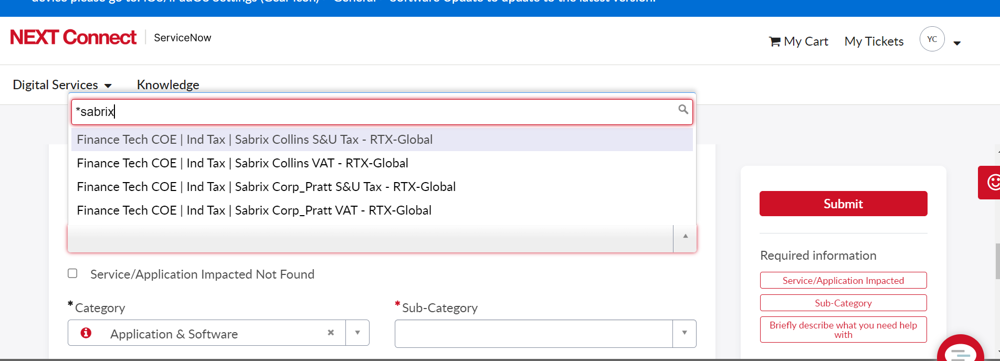 device please go to: iOS/iPadOS Settings (Gear Icon) > General > Software Update to update to the latest version.
NEXT Connect
ServiceNow
My Cart
My Tickets
YC
Digital Services
Knowledge
*sabrix
Finance Tech COE | Ind Tax | Sabrix Collins S&U Tax - RTX-Global
Finance Tech COE | Ind Tax | Sabrix Collins VAT - RTX-Global
Finance Tech COE | Ind Tax | Sabrix Corp_Pratt S&U Tax - RTX-Global
Finance Tech COE | Ind Tax | Sabrix Corp_Pratt VAT - RTX-Global
Service/Application Impacted Not Found
* Category
* Sub-Category
Application & Software
Submit
Required information
Service/Application Impacted
Sub-Category
Briefly describe what you need help
with